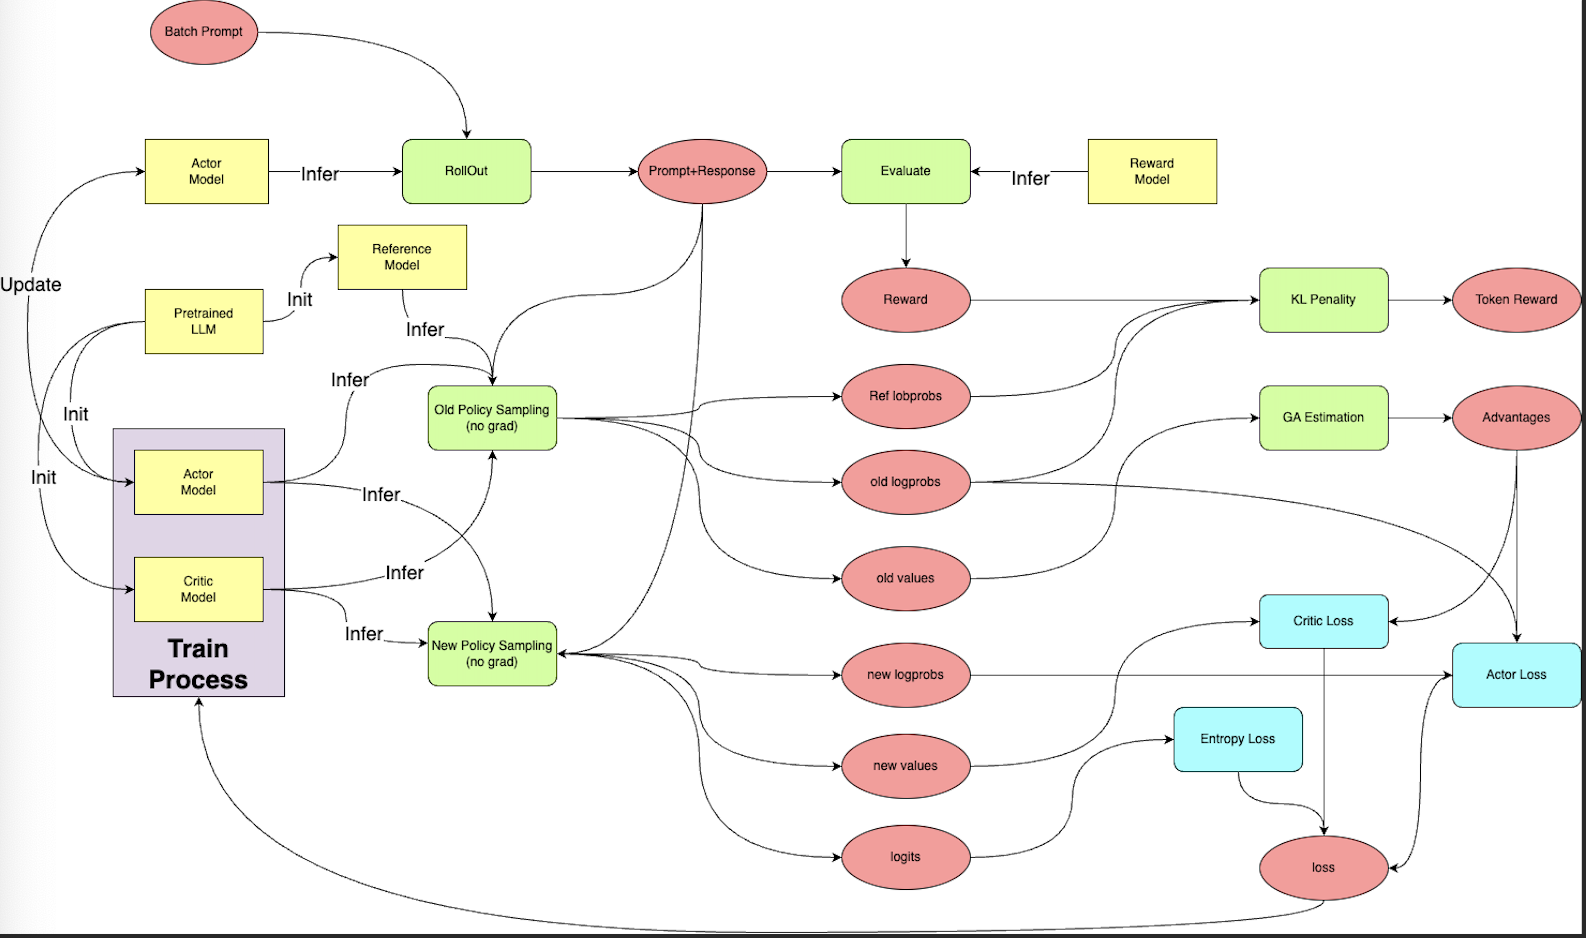 Batch Prompt
Actor
Model
Infer
RollOut
Prompt+Response
Evaluate
Infer
Reward
Model
Reference
Model
Update
Pretrained
LLM
Init
Infer
Reward
KL Penality
Token Reward
Infer
Init
Old Policy Sampling
(no grad)
Ref lobprobs
GA Estimation
Advantages
Init
Actor
Model
Infer
old logprobs
Critic
Model
Infer
old values
Infer
Train
Process
New Policy Sampling
(no grad)
new logprobs
Critic Loss
Actor Loss
Entropy Loss
new values
logits
loss